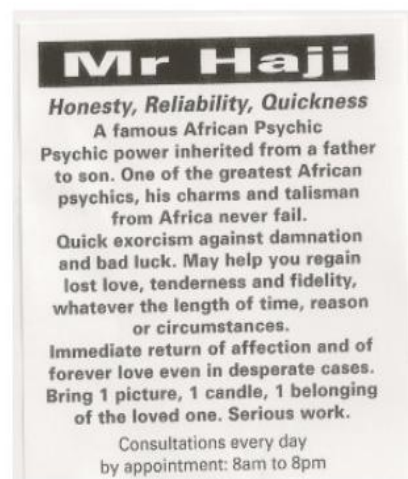 Mr Haji
Honesty, Reliability, Quickness
A famous African Psychic
Psychic power inherited from a father
to son. One of the greatest African
psychics, his charms and talisman
from Africa never fail.
Quick exorcism against damnation
and bad luck. May help you regain
lost love, tenderness and fidelity,
whatever the length of time, reason
or circumstances.
Immediate return of affection and of
forever love even in desperate cases.
Bring 1 picture, 1 candle, 1 belonging
of the loved one. Serious work.
Consultations every day
by appointment: 8am to 8pm